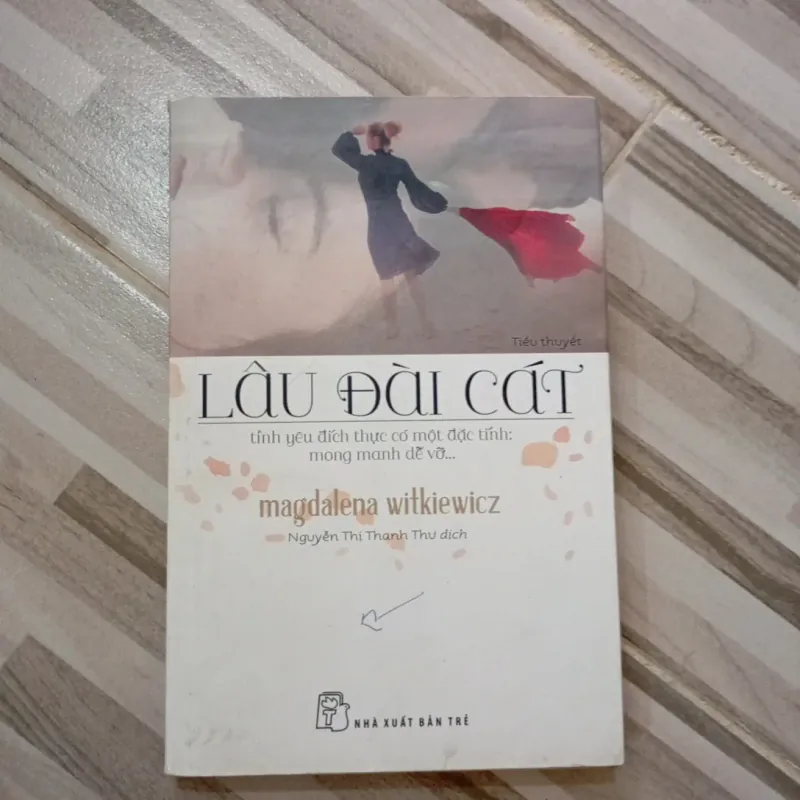 Tiểu thuyết
LÂU ĐÀI CÁT
tình yêu đích thực có một đặc tính:
mong manh dễ vỡ...
magdalena witkiewicz
Nguyễn Thị Thanh Thư dịch
T
NHÀ XUẤT BẢN TRẺ